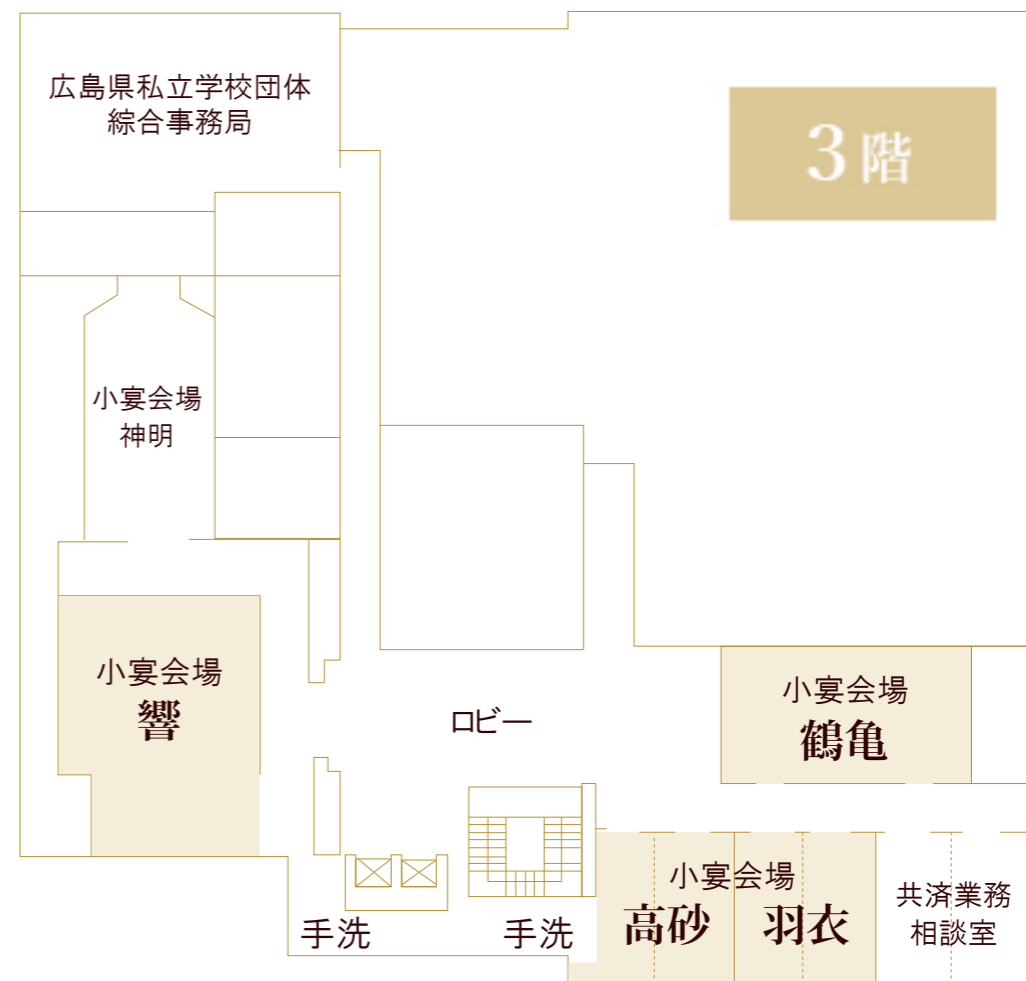 広島県私立学校団体
綜合事務局
3階
小宴会場
神明
小宴会場
響
ロビー
小宴会場
鶴亀
小宴会場
高砂 羽衣
共済業務
相談室
手洗
手洗